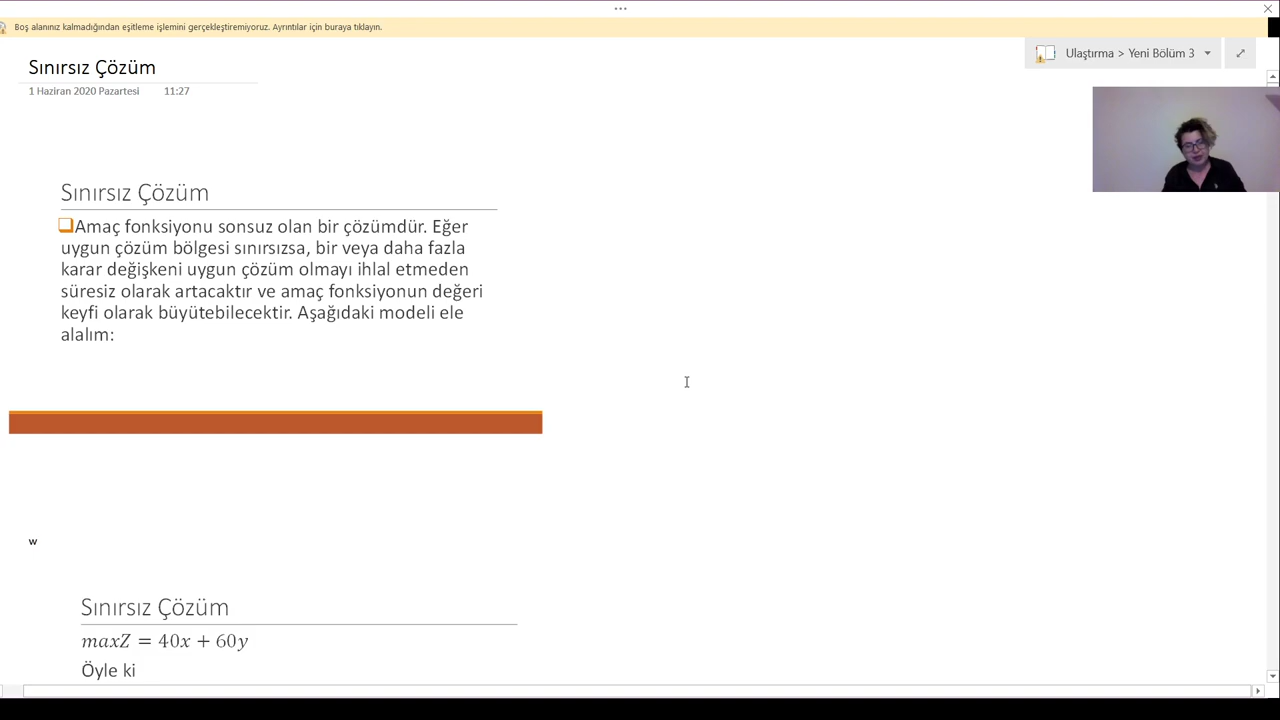 Boş alanınız kalmadığından eşitleme işlemini gerçekleştiremiyoruz. Ayrıntılar için buraya tıklayın.
Ulaştırma > Yeni Bölüm 3
Sınırsız Çözüm
1 Haziran 2020 Pazartesi 11:27
Sınırsız Çözüm
Amaç fonksiyonu sonsuz olan bir çözümdür. Eğer
uygun çözüm bölgesi sınırsızsa, bir veya daha fazla
karar değişkeni uygun çözüm olmayı ihlal etmeden
süresiz olarak artacaktır ve amaç fonksiyonun değeri
keyfi olarak büyütebilecektir. Aşağıdaki modeli ele
alalım:
w
Sınırsız Çözüm
maxZ = 40x + 60y
Öyle ki